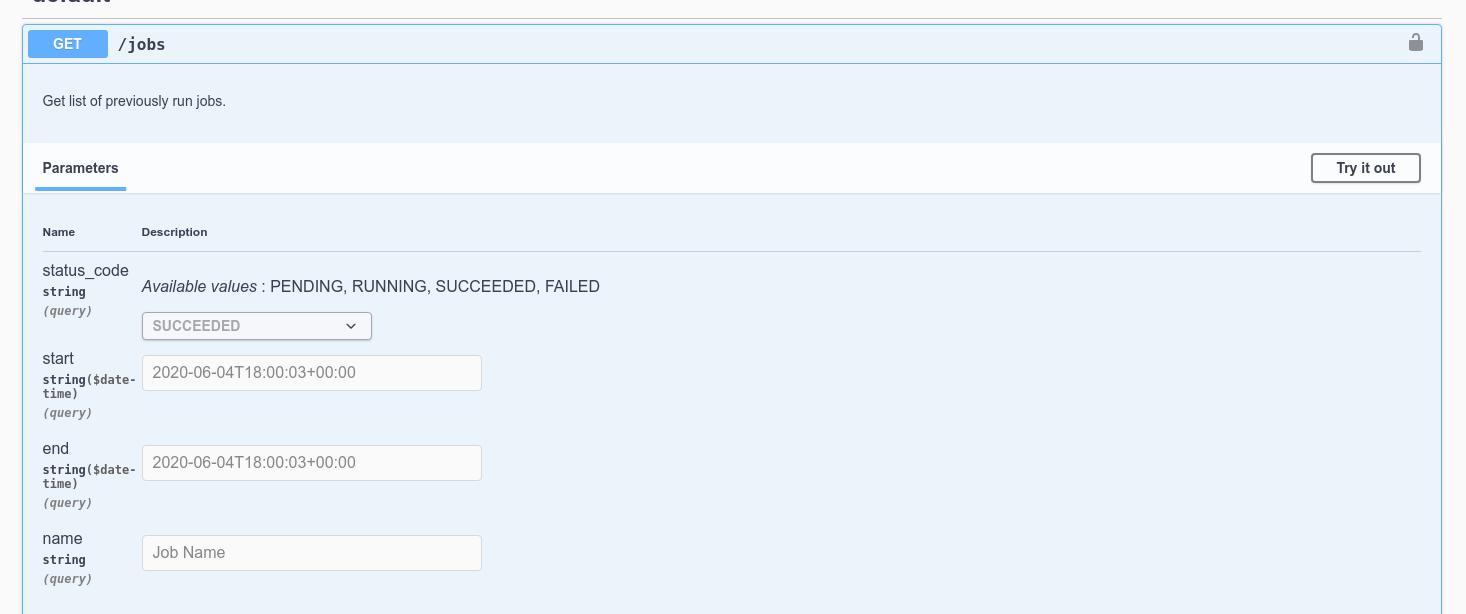 default
GET /jobs
Get list of previously run jobs.
Parameters
Try it out
Name Description
status_code
string
(query)
Available values : PENDING, RUNNING, SUCCEEDED, FAILED
SUCCEEDED
start
string($date-
time)
(query)
2020-06-04T18:00:03+00:00
end
string($date-
time)
(query)
2020-06-04T18:00:03+00:00
name
string
(query)
Job Name